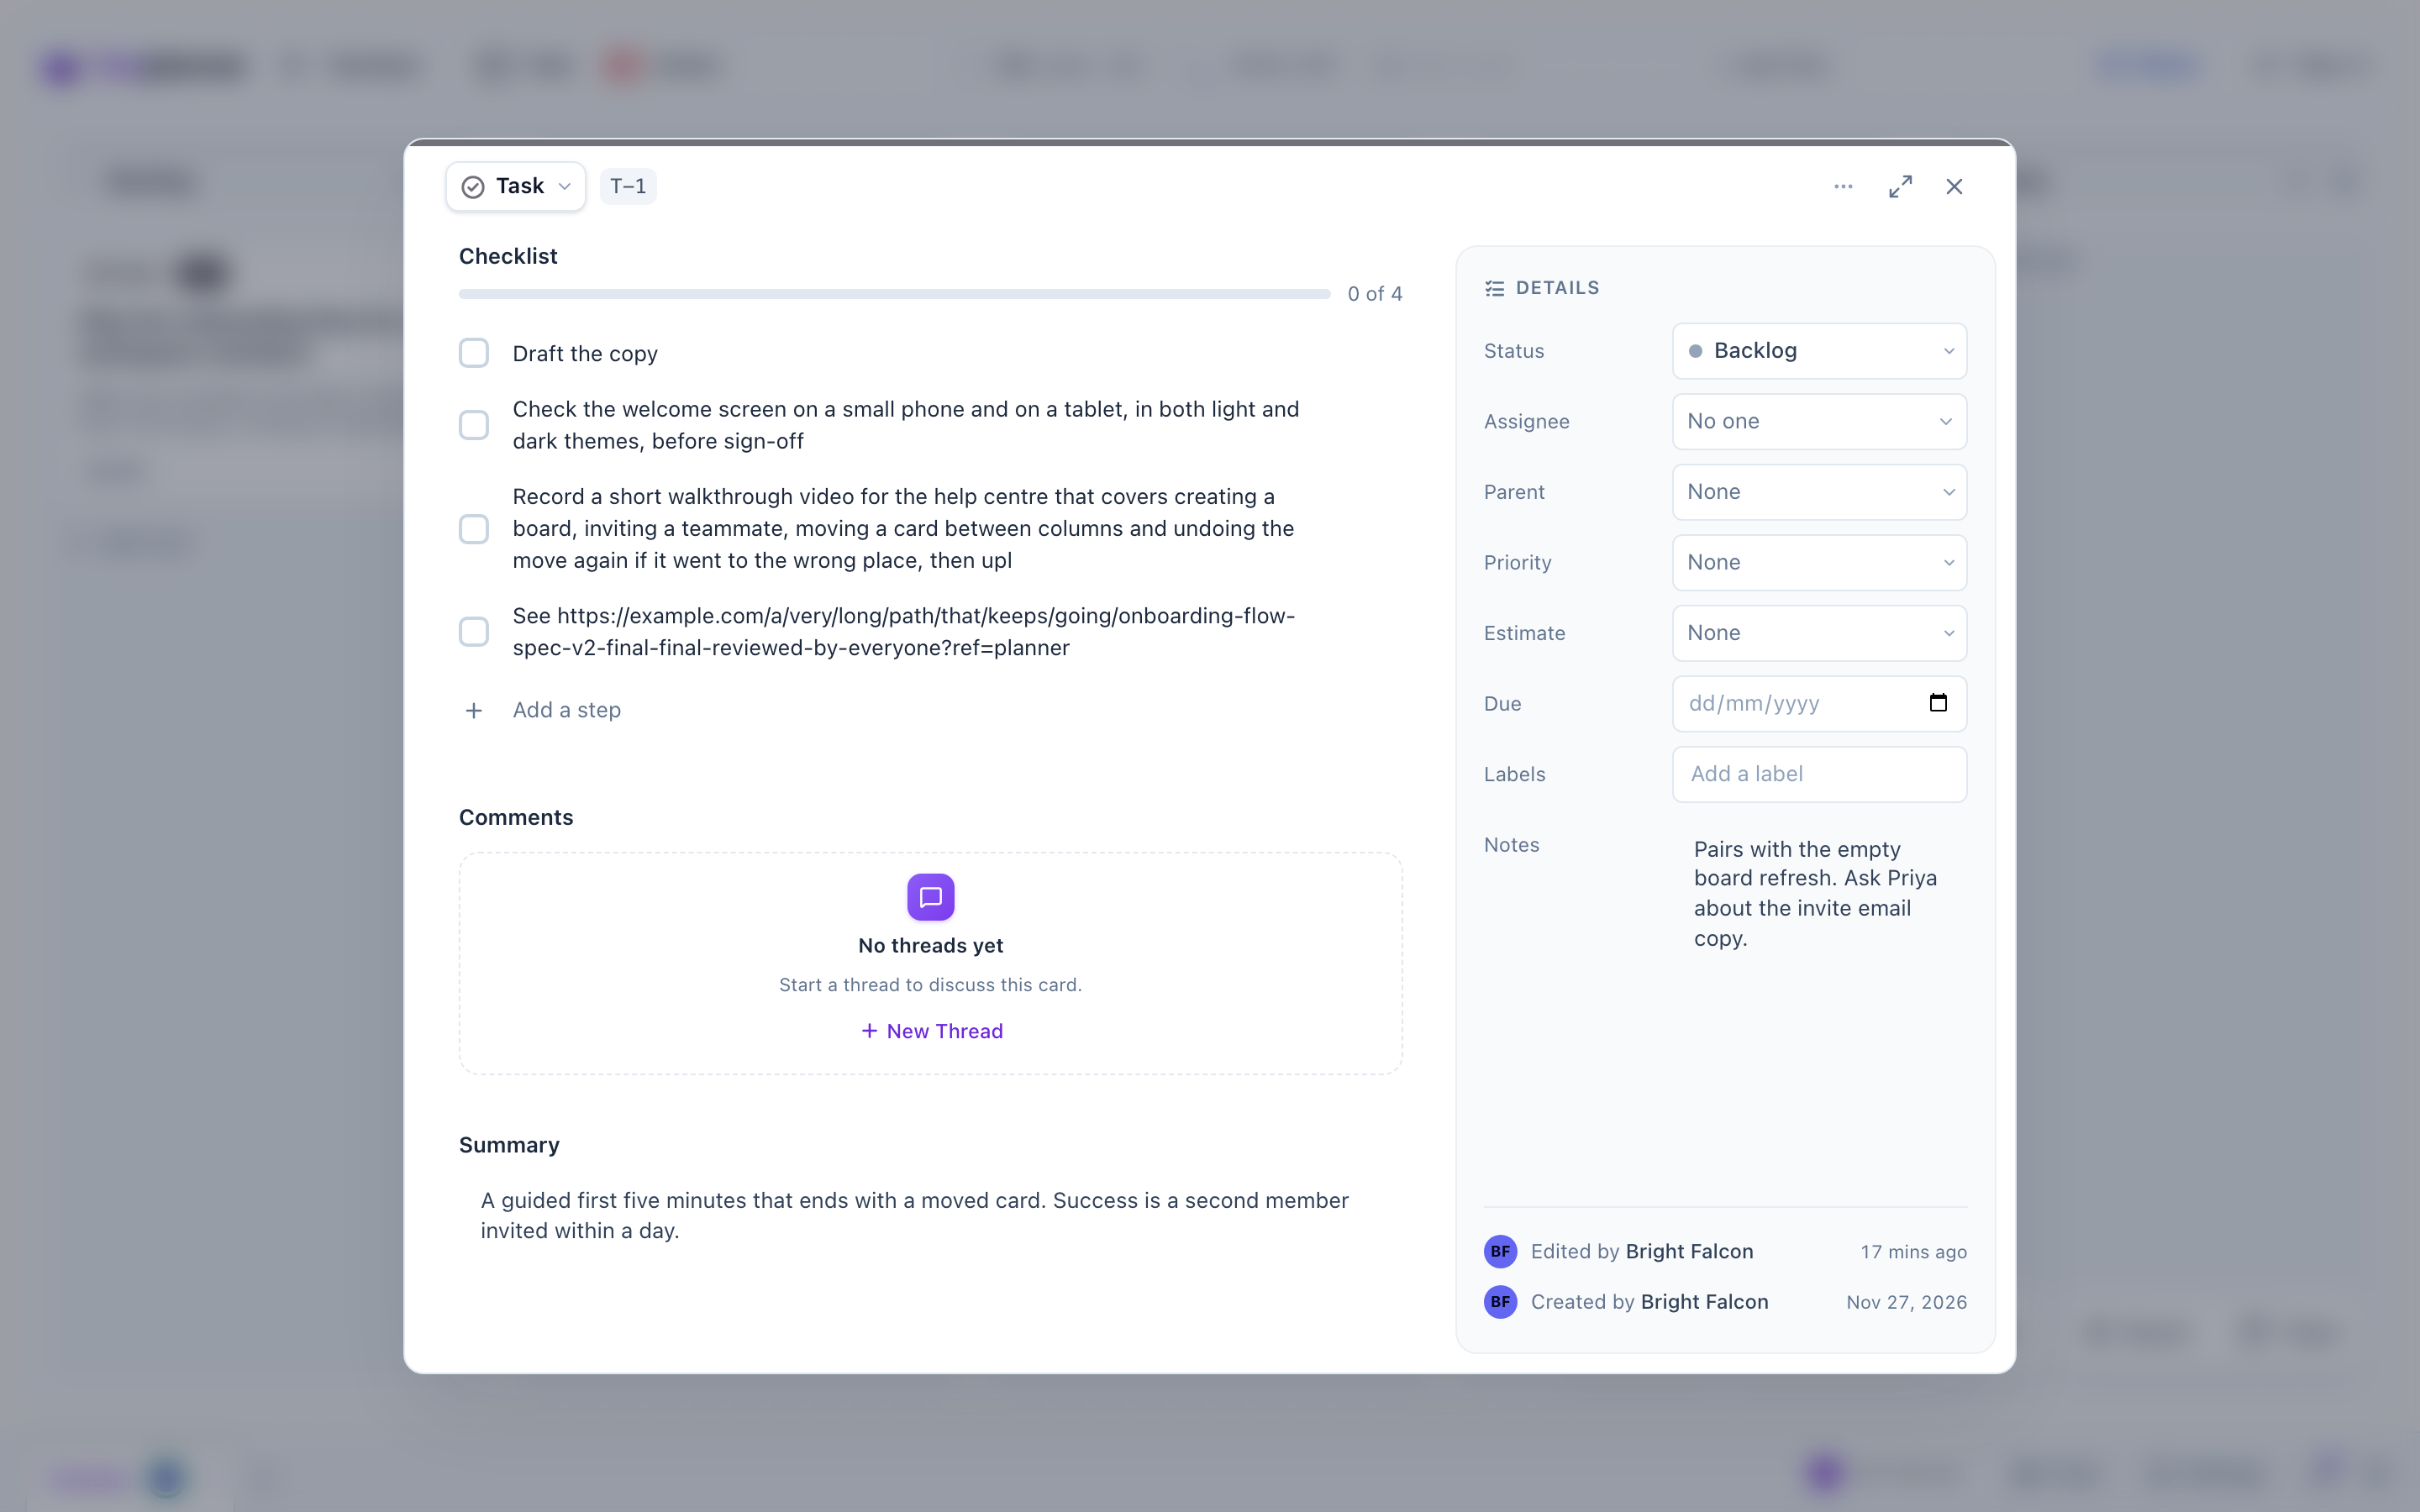 Task
T–1
Checklist
0 of 4
Draft the copy
Check the welcome screen on a small phone and on a tablet, in both light and
dark themes, before sign-off
Record a short walkthrough video for the help centre that covers creating a
board, inviting a teammate, moving a card between columns and undoing the
move again if it went to the wrong place, then upl
See https://example.com/a/very/long/path/that/keeps/going/onboarding-flow-
spec-v2-final-final-reviewed-by-everyone?ref=planner
Add a step
Comments
No threads yet
Start a thread to discuss this card.
New Thread
Summary
A guided first five minutes that ends with a moved card. Success is a second member
invited within a day.
DETAILS
Status
Backlog
Assignee
No one
Parent
None
Priority
None
Estimate
None
Due
dd/mm/yyyy
Labels
Add a label
Notes
Pairs with the empty
board refresh. Ask Priya
about the invite email
copy.
BF Edited by Bright Falcon 17 mins ago
BF Created by Bright Falcon Nov 27, 2026